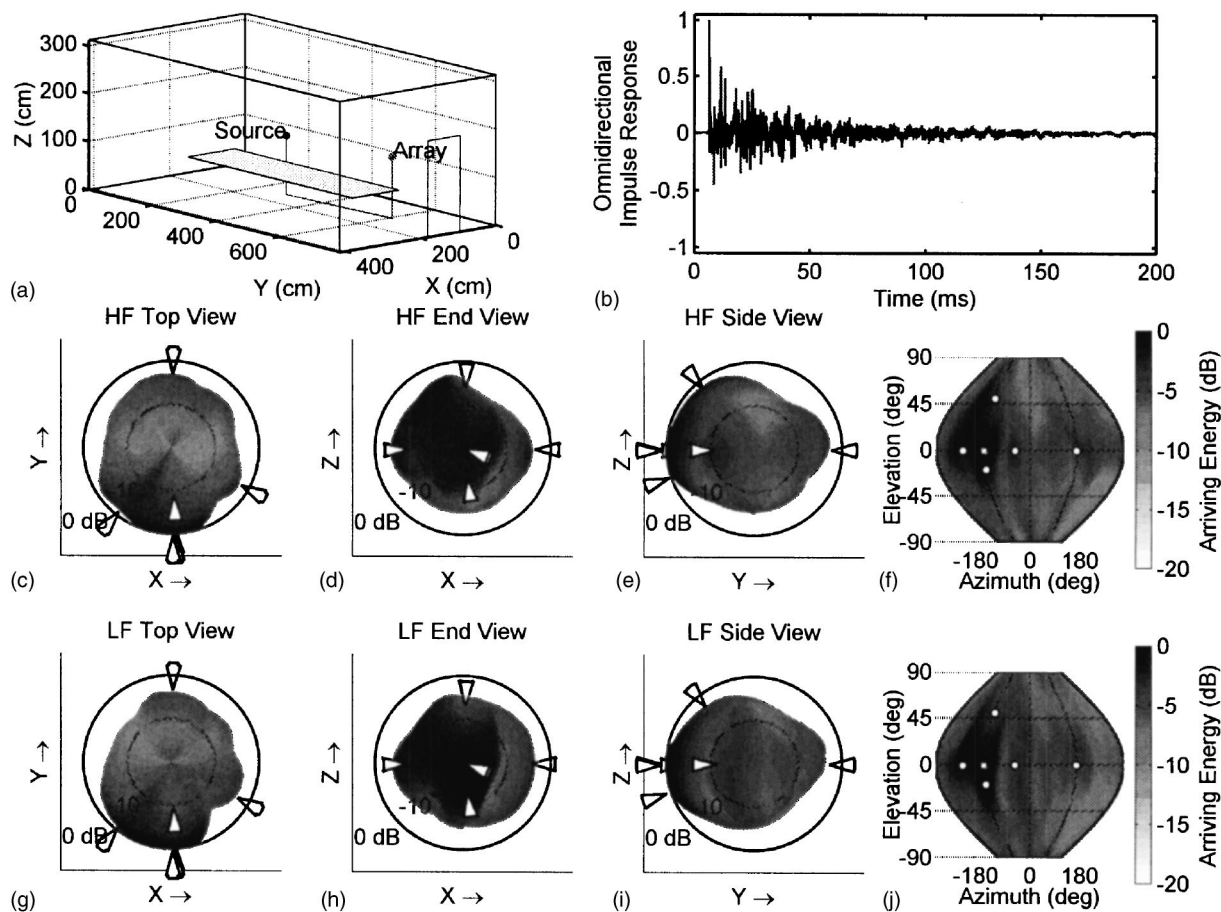 300
200
100
0
Z (cm)
0
200
400
600
Y (cm)
400
200
0
X (cm)
Source
Array
(a)
1
0.5
0
-0.5
-1
Omnidirectional
Impulse Response
0
50
100
150
200
Time (ms)
(b)
HF Top View
Y →
-10
0 dB
X →
(c)
HF End View
Z →
-10
0 dB
X →
(d)
HF Side View
Z →
-10
0 dB
Y →
(e)
90
45
0
-45
-90
Elevation (deg)
-180 0 180
Azimuth (deg)
(f)
0
-5
-10
-15
-20
Arriving Energy (dB)
LF Top View
Y →
-10
0 dB
X →
(g)
LF End View
Z →
-10
0 dB
X →
(h)
LF Side View
Z →
-10
0 dB
Y →
(i)
90
45
0
-45
-90
Elevation (deg)
-180 0 180
Azimuth (deg)
(j)
0
-5
-10
-15
-20
Arriving Energy (dB)